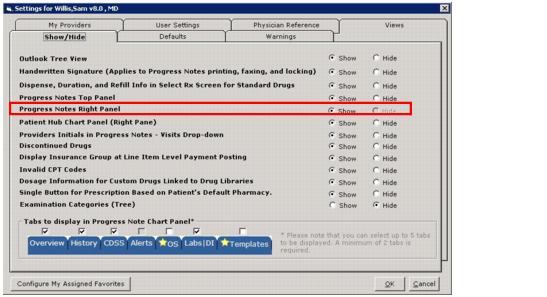 Settings for Willis,Sam v8.0 , MD
My Providers User Settings Physician Reference Views
Show/Hide Defaults Warnings
Outlook Tree View Show Hide
Handwritten Signature (Applies to Progress Notes printing, faxing, and locking) Show Hide
Dispense, Duration, and Refill Info in Select Rx Screen for Standard Drugs Show Hide
Progress Notes Top Panel Show Hide
Progress Notes Right Panel Show Hide
Patient Hub Chart Panel (Right Pane) Show Hide
Providers Initials in Progress Notes - Visits Drop-down Show Hide
Discontinued Drugs Show Hide
Display Insurance Group at Line Item Level Payment Posting Show Hide
Invalid CPT Codes Show Hide
Dosage Information for Custom Drugs Linked to Drug Libraries Show Hide
Single Button for Prescription Based on Patient's Default Pharmacy. Show Hide
Examination Categories (Tree) Show Hide
Tabs to display in Progress Note Chart Panel*
Overview History CDSS Alerts OS Labs|DI Templates
* Please note that you can select up to 5 tabs
to be displayed. A minimum of 2 tabs is
required.
Configure My Assigned Favorites OK Cancel